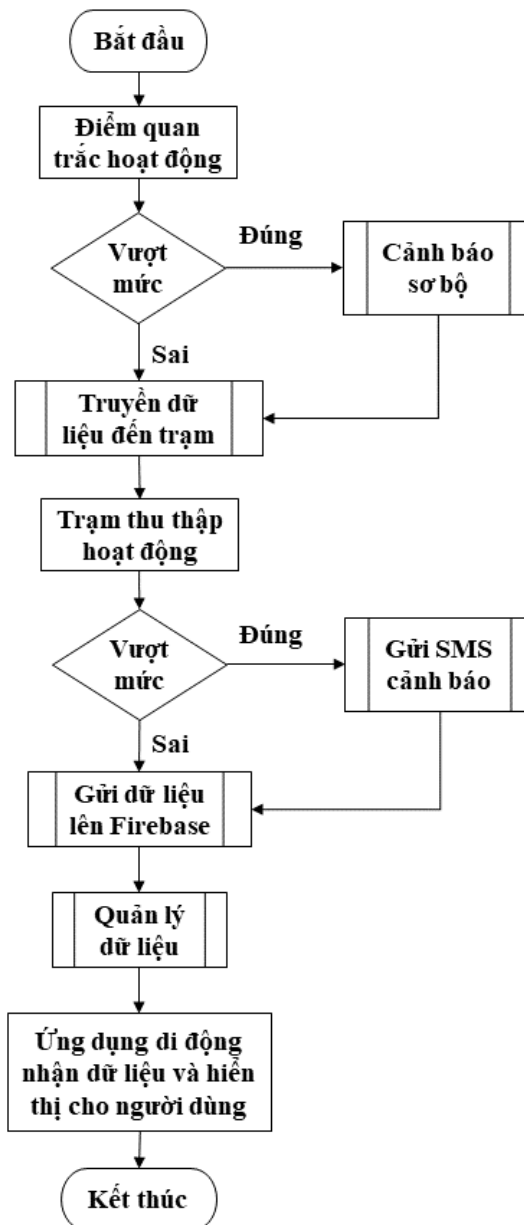 Bắt đầu
Điểm quan
trắc hoạt động
Vượt
mức
Đúng
Cảnh báo
sơ bộ
Sai
Truyền dữ
liệu đến trạm
Trạm thu thập
hoạt động
Vượt
mức
Đúng
Gửi SMS
cảnh báo
Sai
Gửi dữ liệu
lên Firebase
Quản lý
dữ liệu
Ứng dụng di động
nhận dữ liệu và hiển
thị cho người dùng
Kết thúc